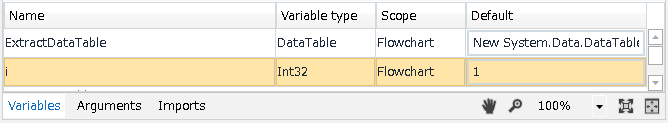 Name Variable type Scope Default
ExtractDataTable DataTable Flowchart New System.Data.DataTable
i Int32 Flowchart 1
Variables Arguments Imports 100%